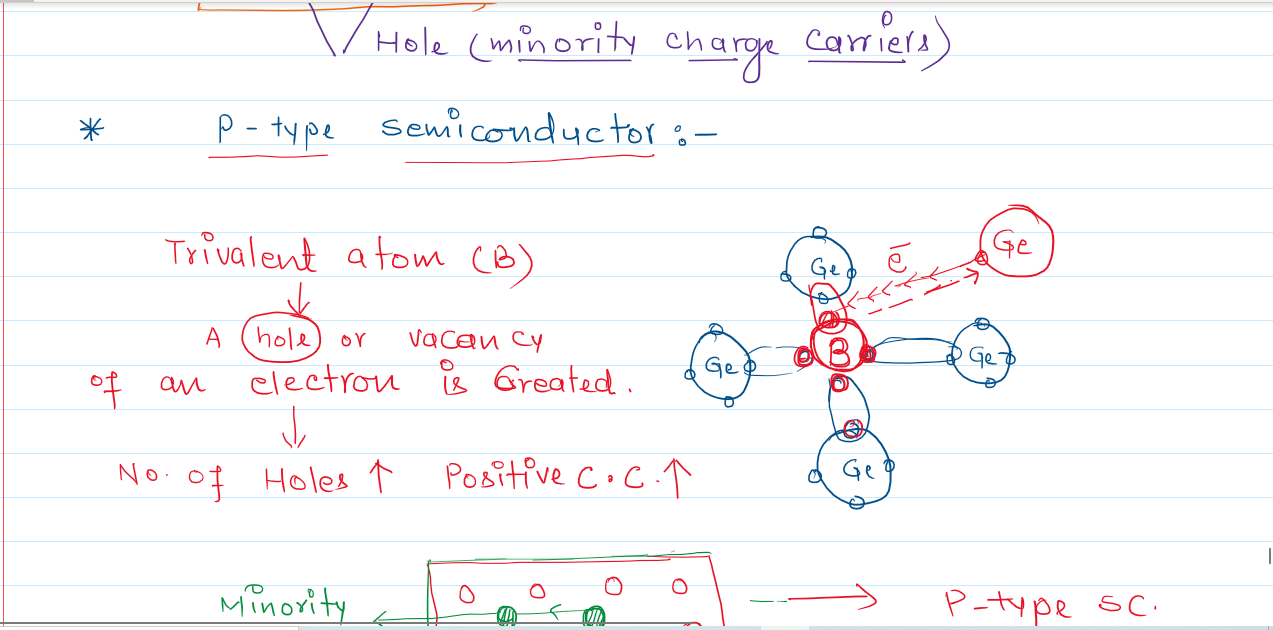 Hole (minority charge carriers)
* P-type semiconductor :-
Trivalent atom (B)
↓
A hole or vacancy
of an electron is Created.
↓
No. of Holes ↑ Positive C.C.↑
Ge
ē
Ge
Ge
B
Ge
Ge
Minority
→ P-type SC.